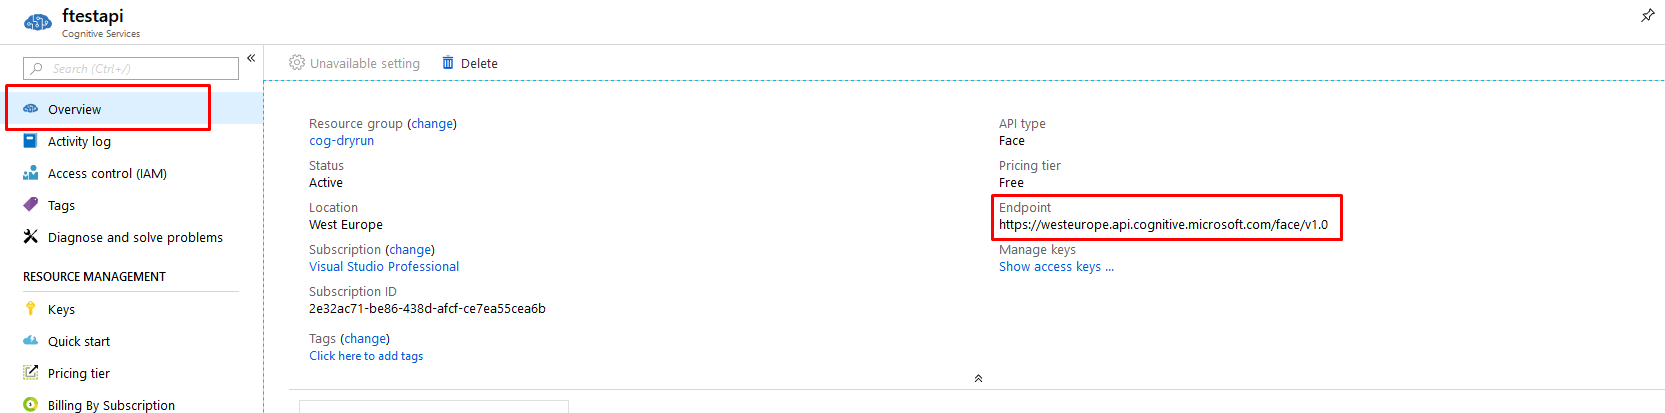 ftestapi
Cognitive Services
Search (Ctrl+/)
Overview
Activity log
Access control (IAM)
Tags
Diagnose and solve problems
RESOURCE MANAGEMENT
Keys
Quick start
Pricing tier
Billing By Subscription
Unavailable setting
Delete
Resource group (change)
cog-dryrun
Status
Active
Location
West Europe
Subscription (change)
Visual Studio Professional
Subscription ID
2e32ac71-be86-438d-afcf-ce7ea55cea6b
Tags (change)
Click here to add tags
API type
Face
Pricing tier
Free
Endpoint
https://westeurope.api.cognitive.microsoft.com/face/v1.0
Manage keys
Show access keys ...